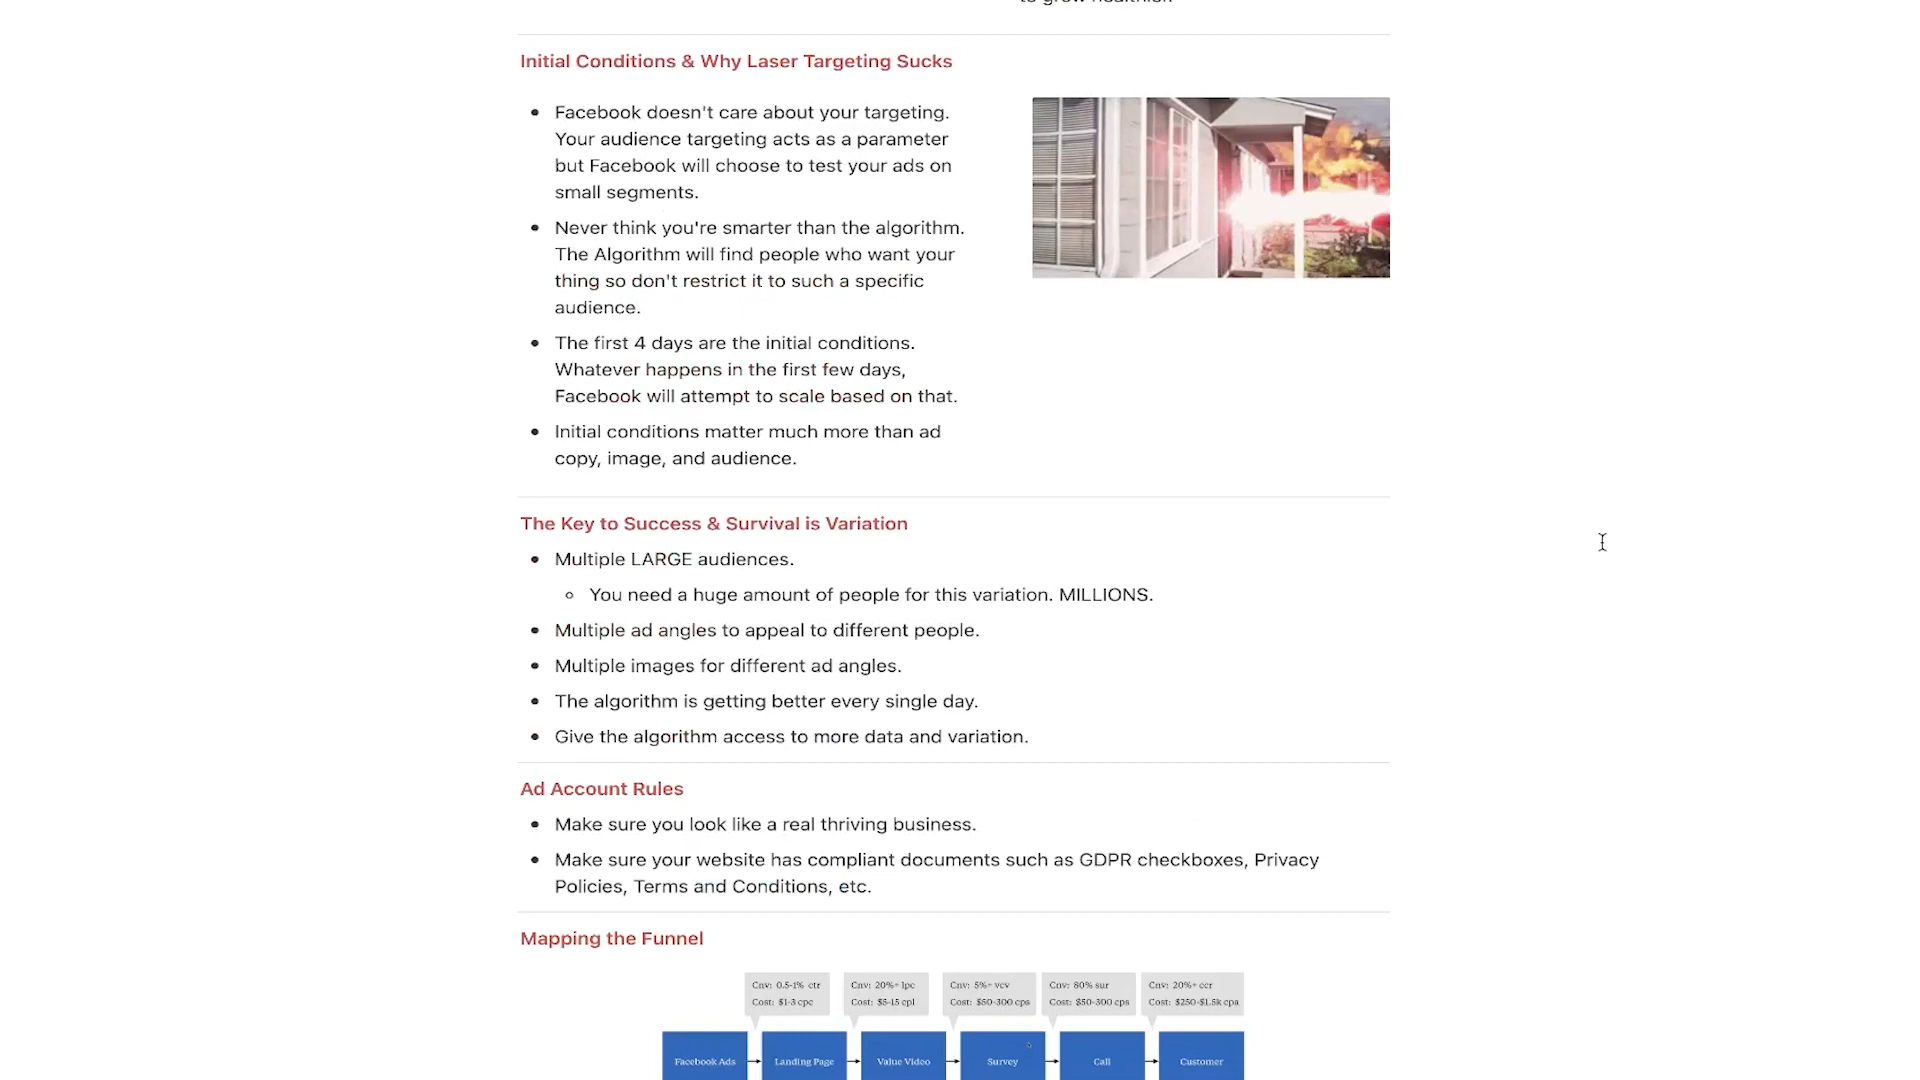 to grow healthier.
Initial Conditions & Why Laser Targeting Sucks
Facebook doesn't care about your targeting.
Your audience targeting acts as a parameter
but Facebook will choose to test your ads on
small segments.
Never think you're smarter than the algorithm.
The Algorithm will find people who want your
thing so don't restrict it to such a specific
audience.
The first 4 days are the initial conditions.
Whatever happens in the first few days,
Facebook will attempt to scale based on that.
Initial conditions matter much more than ad
copy, image, and audience.
The Key to Success & Survival is Variation
Multiple LARGE audiences.
You need a huge amount of people for this variation. MILLIONS.
Multiple ad angles to appeal to different people.
Multiple images for different ad angles.
The algorithm is getting better every single day.
Give the algorithm access to more data and variation.
Ad Account Rules
Make sure you look like a real thriving business.
Make sure your website has compliant documents such as GDPR checkboxes, Privacy
Policies, Terms and Conditions, etc.
Mapping the Funnel
Cnv: 0.5-1% ctr
Cost: $1-3 cpc
Cnv: 20%+ lpc
Cost: $5-15 cpl
Cnv: 5%+ vcv
Cost: $50-300 cps
Cnv: 80% sur
Cost: $50-300 cps
Cnv: 20%+ ccr
Cost: $250-$1.5k cpa
Facebook Ads
Landing Page
Value Video
Survey
Call
Customer